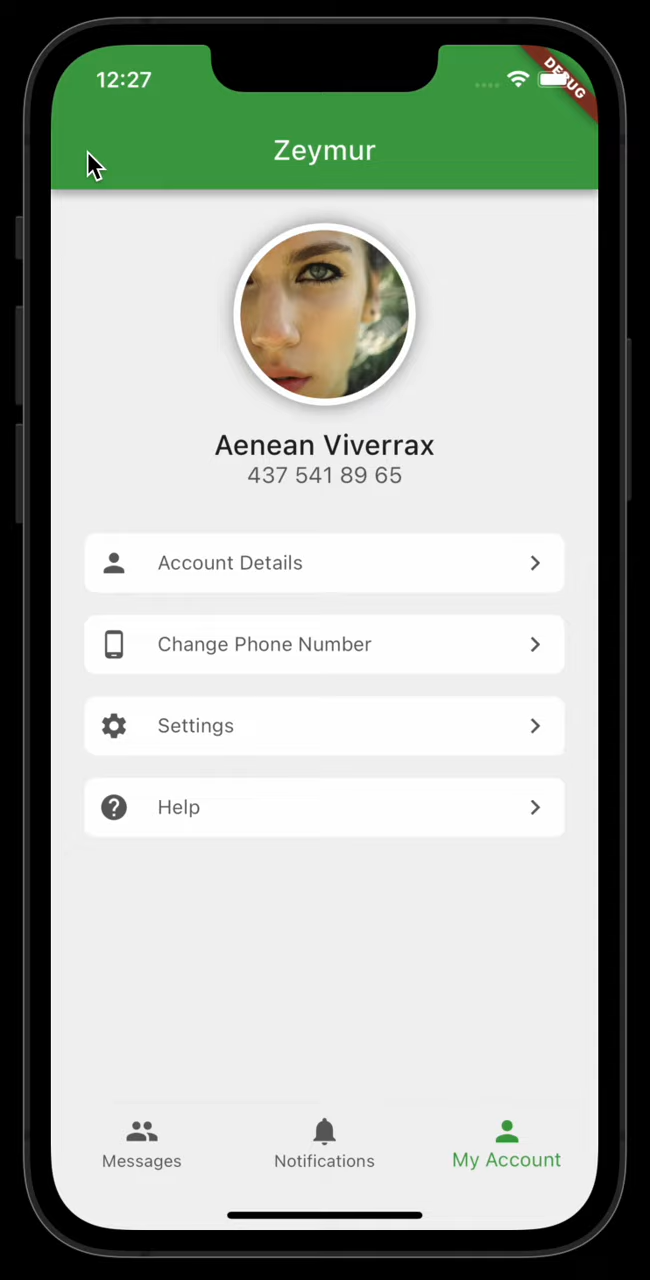 12:27
DEBUG
Zeymur
Aenean Viverrax
437 541 89 65
Account Details
Change Phone Number
Settings
Help
Messages
Notifications
My Account